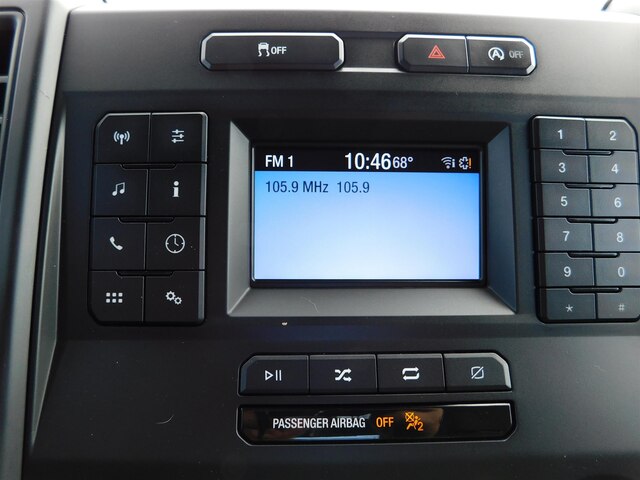 OFF
OFF
FM 1 10:46 68°
105.9 MHz 105.9
1 2
3 4
5 6
7 8
9 0
* #
PASSENGER AIRBAG OFF 2